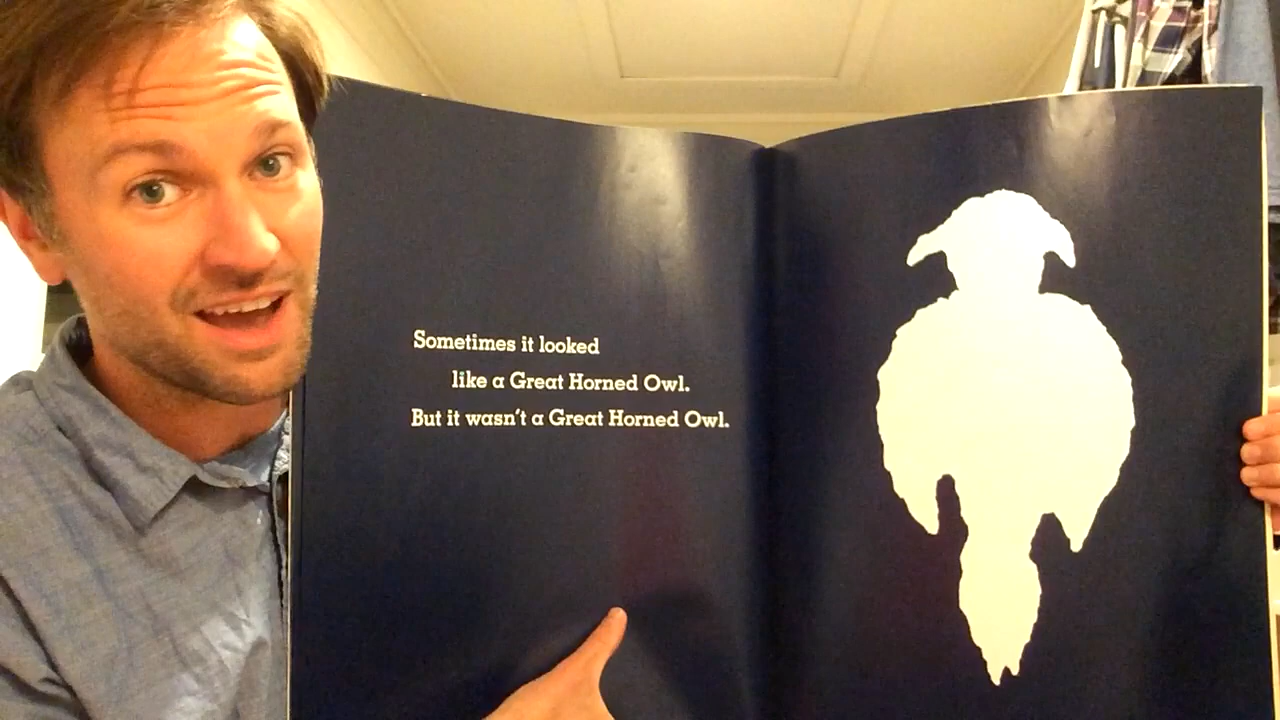 Sometimes it looked
like a Great Horned Owl.
But it wasn't a Great Horned Owl.